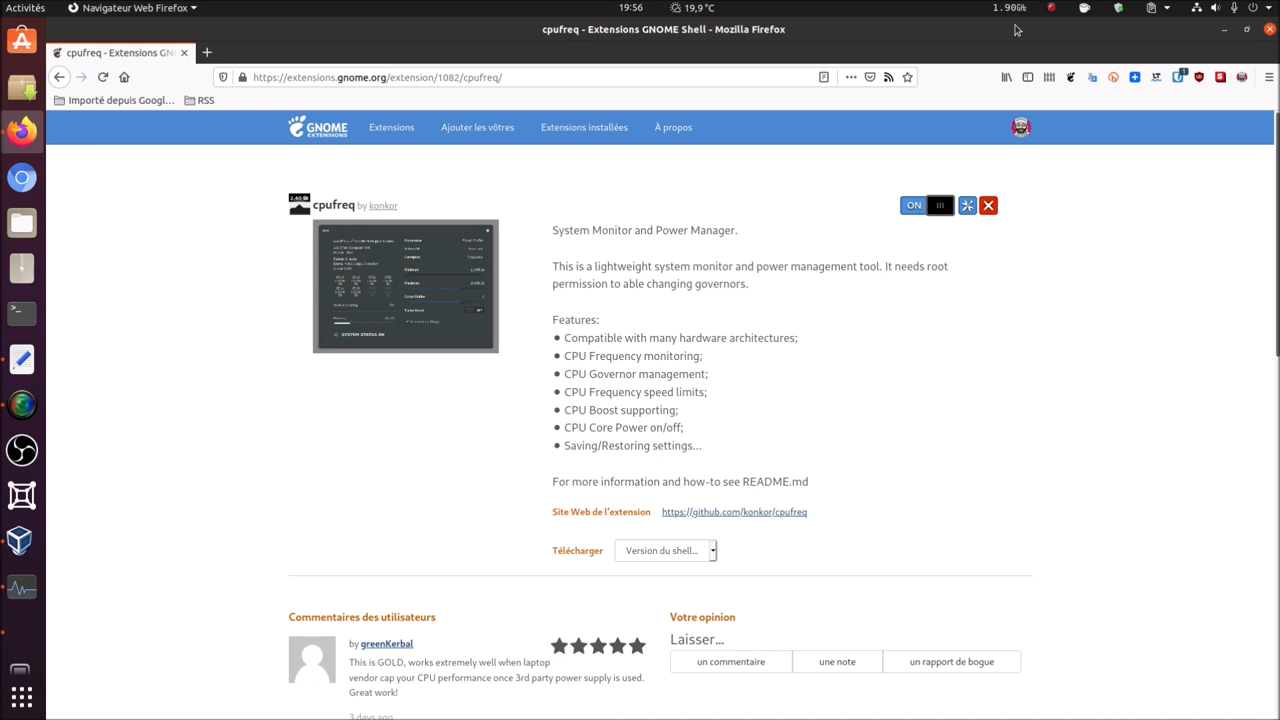 Activités
Navigateur Web Firefox
19:56
19,9 °C
1.90GHz
cpufreq - Extensions GNOME Shell - Mozilla Firefox
cpufreq - Extensions GN
https://extensions.gnome.org/extension/1082/cpufreq/
Importé depuis Googl…
RSS
GNOME EXTENSIONS
Extensions
Ajouter les vôtres
Extensions installées
À propos
cpufreq by konkor
ON
System Monitor and Power Manager.
This is a lightweight system monitor and power management tool. It needs root
permission to able changing governors.
Features:
● Compatible with many hardware architectures;
● CPU Frequency monitoring;
● CPU Governor management;
● CPU Frequency speed limits;
● CPU Boost supporting;
● CPU Core Power on/off;
● Saving/Restoring settings...
For more information and how-to see README.md
Site Web de l'extension https://github.com/konkor/cpufreq
Télécharger Version du shell...
SYSTEM STATUS OK
Commentaires des utilisateurs
by greenKerbal
This is GOLD, works extremely well when laptop
vendor cap your CPU performance once 3rd party power supply is used.
Great work!
3 days ago
Votre opinion
Laisser…
un commentaire
une note
un rapport de bogue